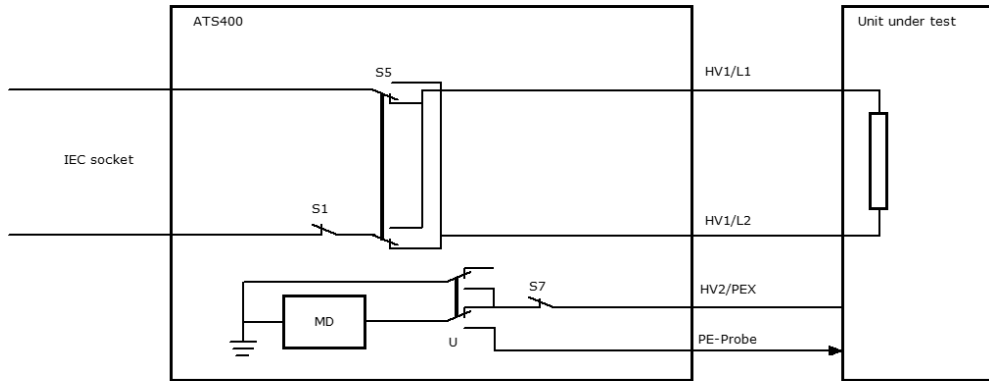 ATS400
Unit under test
S5
HV1/L1
IEC socket
S1
HV1/L2
S7
HV2/PEX
MD
U
PE-Probe